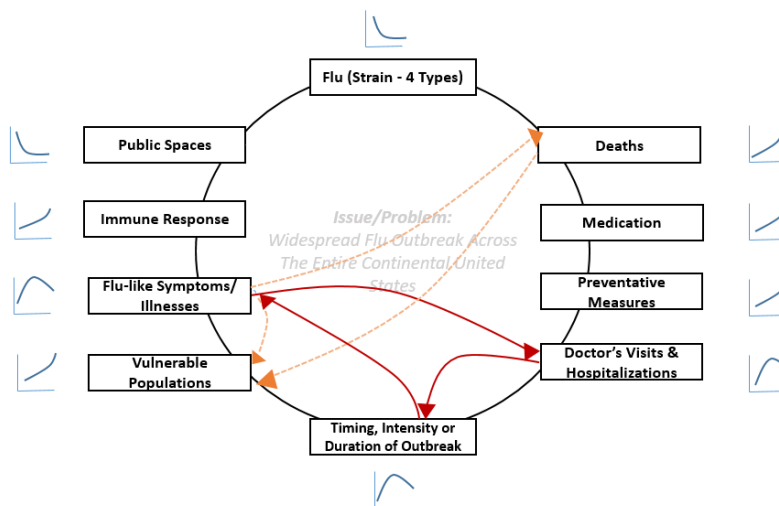 Flu (Strain - 4 Types)
Public Spaces
Deaths
Immune Response
Medication
Issue/Problem:
Widespread Flu Outbreak Across
The Entire Continental United
States
Flu-like Symptoms/
Illnesses
Preventative
Measures
Vulnerable
Populations
Doctor's Visits &
Hospitalizations
Timing, Intensity or
Duration of Outbreak